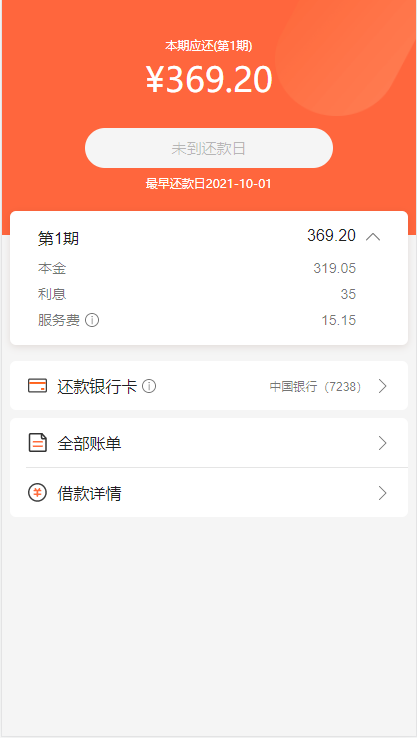 本期应还(第1期)
¥369.20
未到还款日
最早还款日2021-10-01
第1期 369.20
本金 319.05
利息 35
服务费 15.15
还款银行卡 中国银行（7238）
全部账单
借款详情